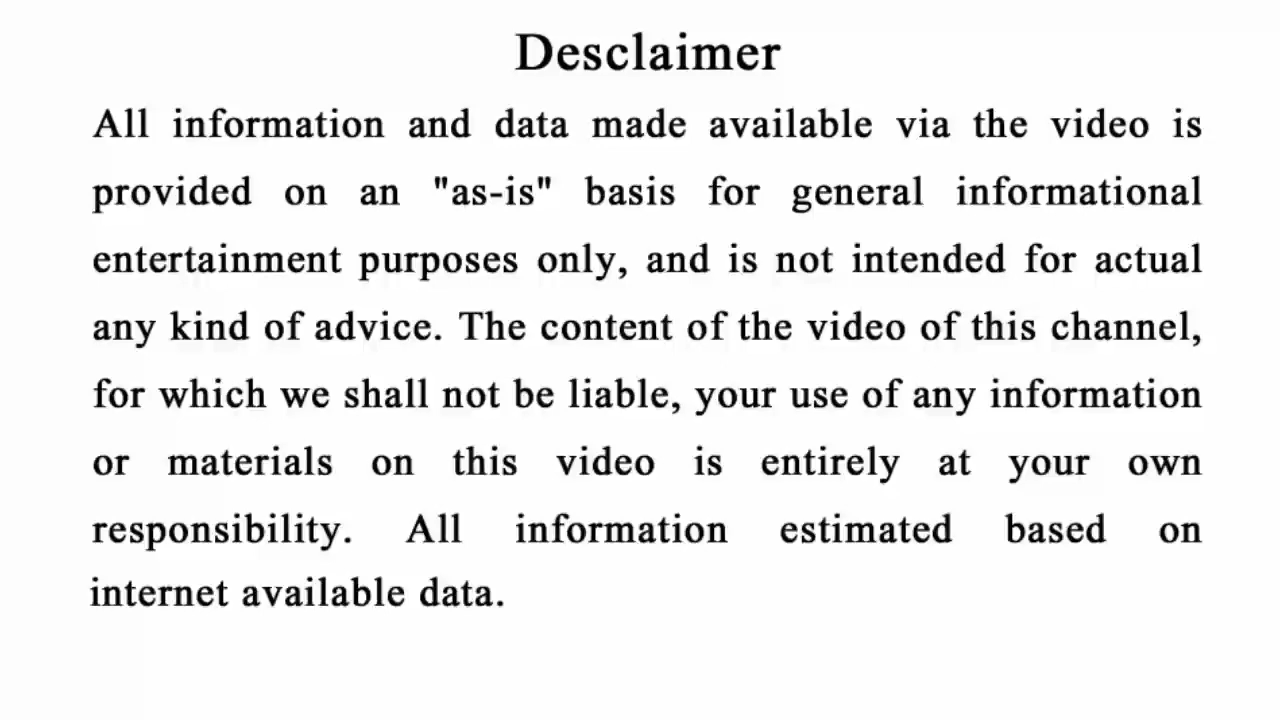 Desclaimer
All information and data made available via the video is
provided on an "as-is" basis for general informational
entertainment purposes only, and is not intended for actual
any kind of advice. The content of the video of this channel,
for which we shall not be liable, your use of any information
or materials on this video is entirely at your own
responsibility. All information estimated based on
internet available data.